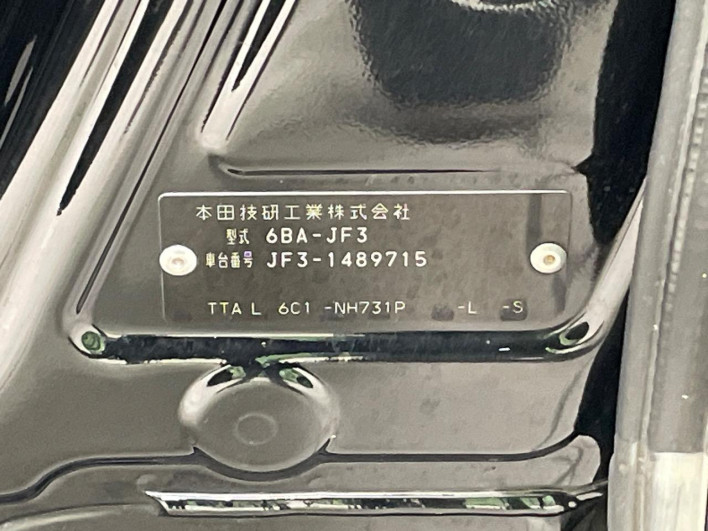 本田技研工業株式会社
型式 6BA-JF3
車台番号 JF3-1489715
TTA L 6C1 -NH731P -L -S